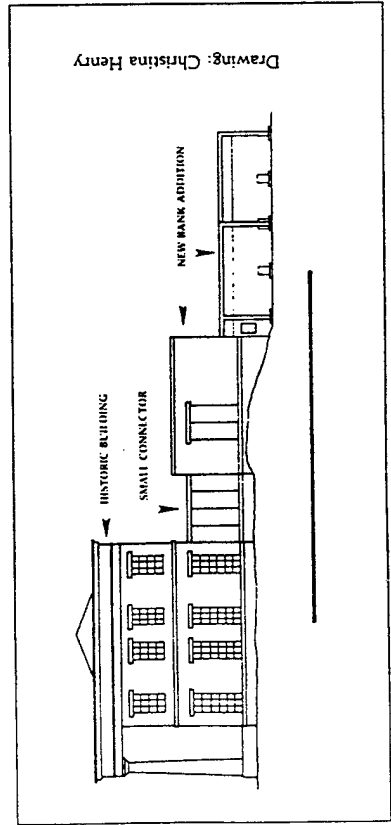 HISTORIC BUILDING
SMALL CONNECTOR
NEW BANK ADDITION
Drawing: Christina Henry